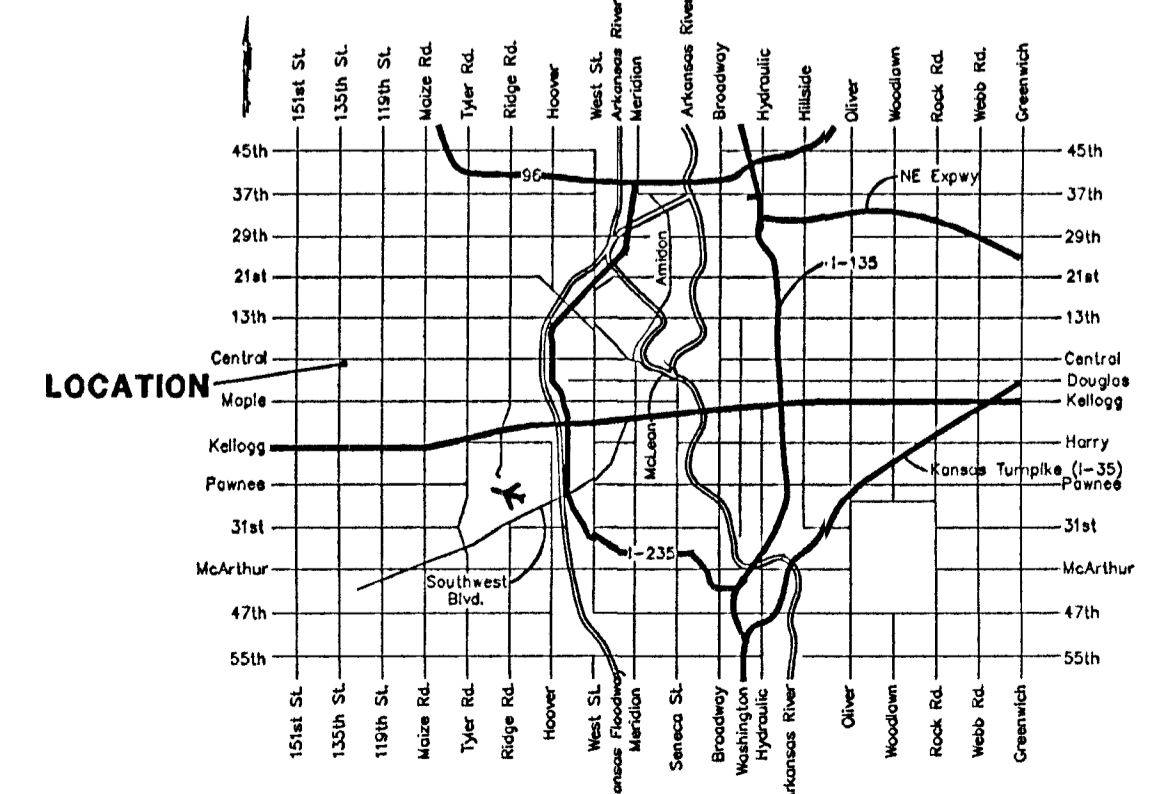 151st St.
135th St.
119th St.
Maize Rd.
Tyler Rd.
Ridge Rd.
Hoover
West St.
Arkansas River
Meridian
Arkansas River
Broadway
Hydraulic
Hillside
Oliver
Woodlawn
Rock Rd.
Webb Rd.
Greenwich
45th
45th
96
NE Expwy
37th
37th
29th
29th
Amidon
I-135
21st
21st
13th
13th
Central
Central
LOCATION
Douglas
Maple
Kellogg
McLean
Kellogg
Harry
Kansas Turnpike (I-35)
Pawnee
Pawnee
31st
31st
I-235
McArthur
McArthur
Southwest
Blvd.
47th
47th
55th
55th
151st St.
135th St.
119th St.
Maize Rd.
Tyler Rd.
Ridge Rd.
Hoover
West St.
ansas Floodway
Meridian
Seneca St.
Broadway
Washington
Hydraulic
rkansas River
Oliver
Woodlawn
Rock Rd.
Webb Rd.
Greenwich